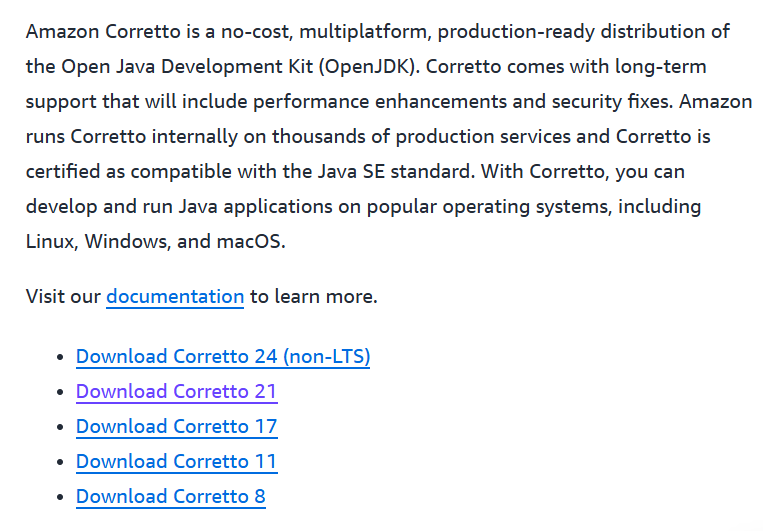 Amazon Corretto is a no-cost, multiplatform, production-ready distribution of
the Open Java Development Kit (OpenJDK). Corretto comes with long-term
support that will include performance enhancements and security fixes. Amazon
runs Corretto internally on thousands of production services and Corretto is
certified as compatible with the Java SE standard. With Corretto, you can
develop and run Java applications on popular operating systems, including
Linux, Windows, and macOS.
Visit our documentation to learn more.
• Download Corretto 24 (non-LTS)
• Download Corretto 21
• Download Corretto 17
• Download Corretto 11
• Download Corretto 8